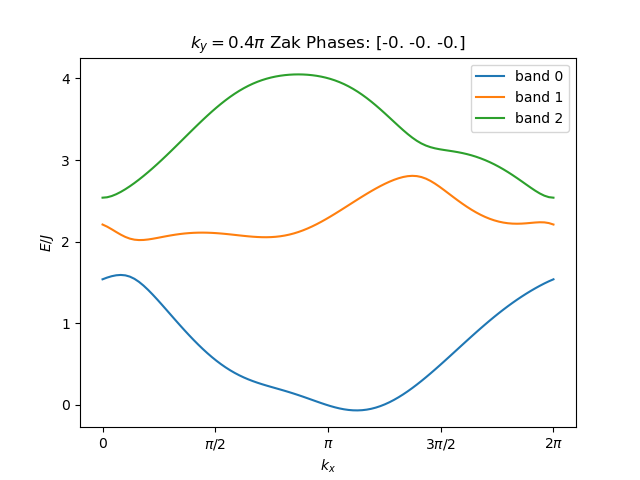 $k_y = 0.4\pi$ Zak Phases: [-0. -0. -0.]
band 0
band 1
band 2
E/J
4
3
2
1
0
0
π/2
π
3π/2
2π
$k_x$